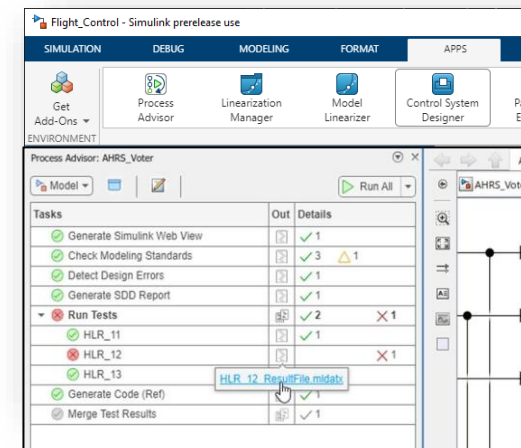 Flight_Control - Simulink prerelease use
SIMULATION DEBUG MODELING FORMAT APPS
Get
Add-Ons
Process
Advisor
Linearization
Manager
Model
Linearizer
Control System
Designer
ENVIRONMENT
Process Advisor: AHRS_Voter
Model
Run All
AHRS_Vot
Tasks Out Details
Generate Simulink Web View 1
Check Modeling Standards 3 1
Detect Design Errors 1
Generate SDD Report 1
Run Tests 2 1
HLR_11 1
HLR_12 1
HLR_13
HLR_12_ResultFile.mldatx
Generate Code (Ref) 1
Merge Test Results 1